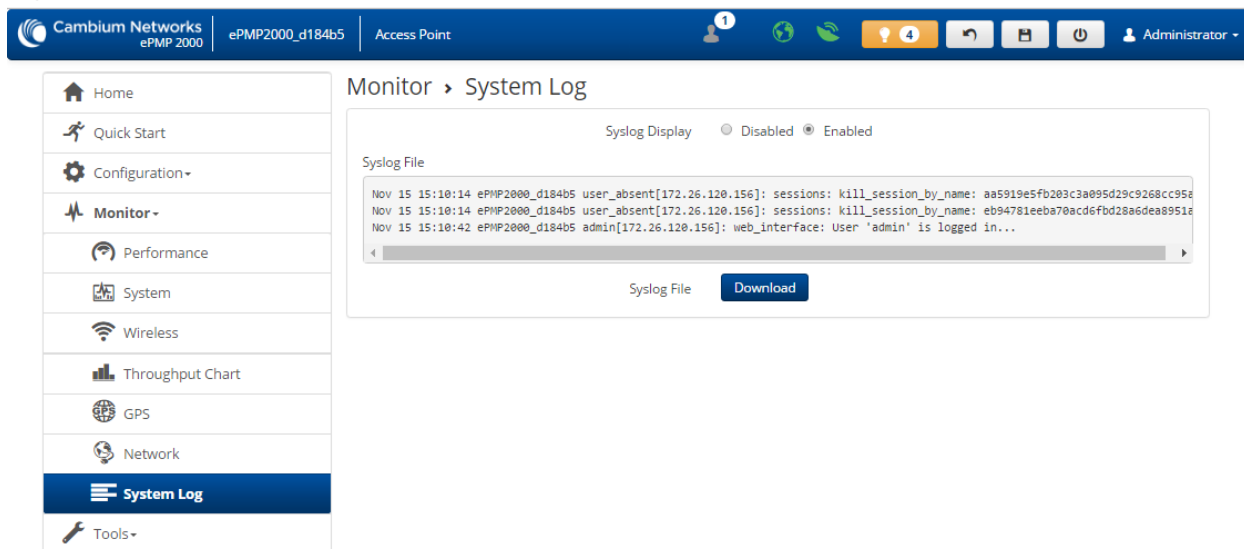 Cambium Networks
ePMP 2000
ePMP2000_d184b5
Access Point
1
4
Administrator
Home
Quick Start
Configuration
Monitor
Performance
System
Wireless
Throughput Chart
GPS
Network
System Log
Tools
Monitor › System Log
Syslog Display Disabled Enabled
Syslog File
Nov 15 15:10:14 ePMP2000_d184b5 user_absent[172.26.120.156]: sessions: kill_session_by_name: aa5919e5fb203c3a095d29c9268cc95a
Nov 15 15:10:14 ePMP2000_d184b5 user_absent[172.26.120.156]: sessions: kill_session_by_name: eb94781eeba70acd6fbd28a6dea8951a
Nov 15 15:10:42 ePMP2000_d184b5 admin[172.26.120.156]: web_interface: User 'admin' is logged in...
Syslog File Download